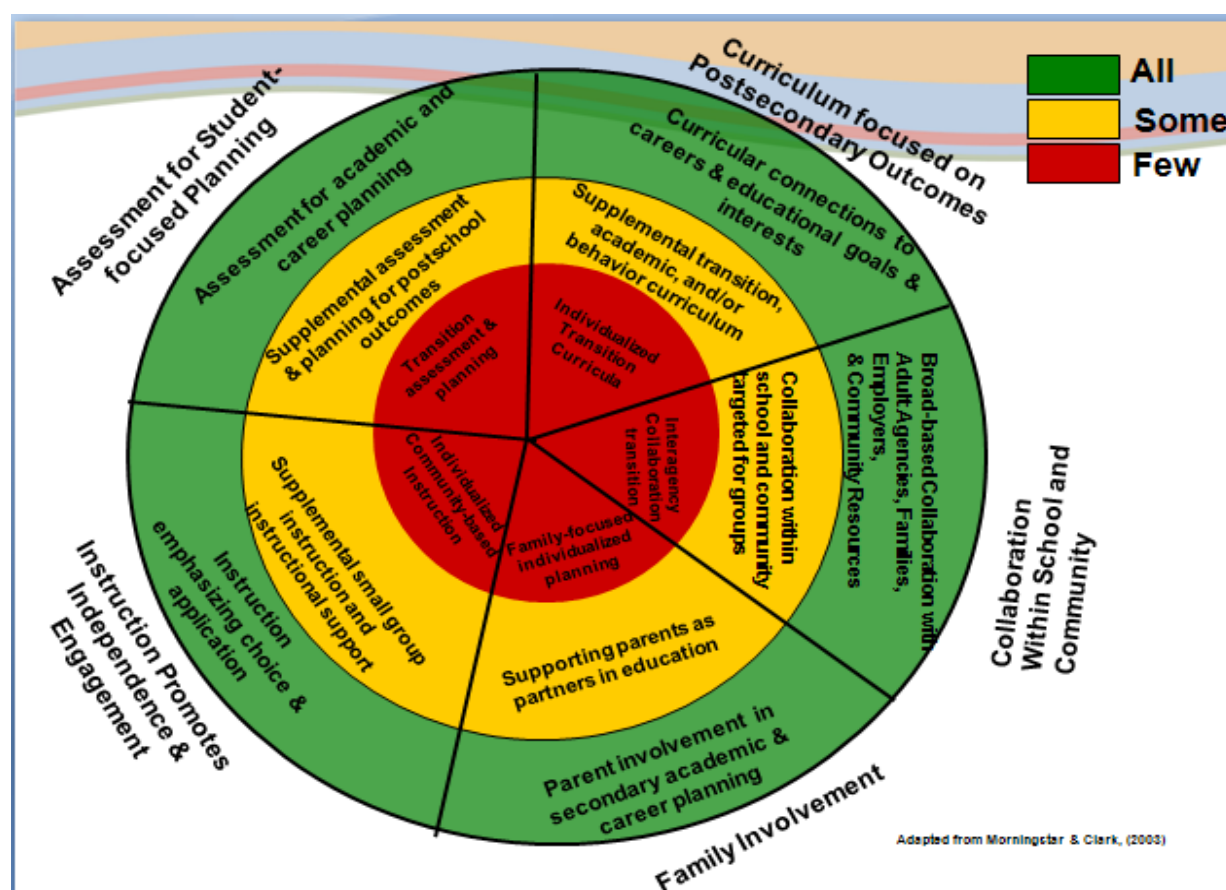 All
Some
Few
Assessment for Student-
focused Planning
Assessment for academic and
career planning
Supplemental assessment
& planning for postschool
outcomes
Transition
assessment &
planning
Curriculum focused on
Postsecondary Outcomes
Curricular connections to
careers & educational goals &
interests
Supplemental transition,
academic, and/or
behavior curriculum
Individualized
Transition
Curricula
Collaboration
Within School and
Community
Broad-based Collaboration with
Adult Agencies, Families,
Employers,
& Community Resources
Collaboration within
school and community
targeted for groups
Interagency
Collaboration
transition
Family Involvement
Parent involvement in
secondary academic &
career planning
Supporting parents as
partners in education
Family-focused
individualized
planning
Instruction Promotes
Independence &
Engagement
Instruction
emphasizing choice &
application
Supplemental small group
instruction and
instructional support
Individualized
Community-based
Instruction
Adapted from Morningstar & Clark, (2003)